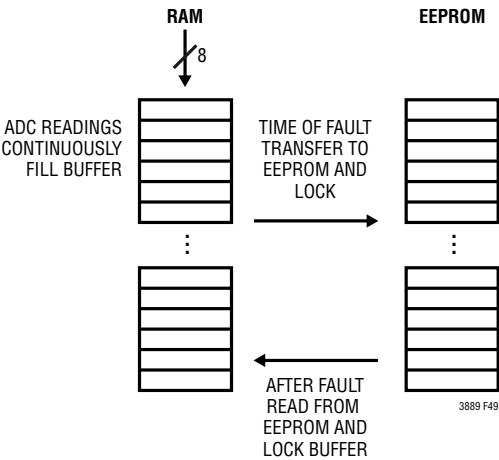 RAM
EEPROM
8
ADC READINGS
CONTINUOUSLY
FILL BUFFER
TIME OF FAULT
TRANSFER TO
EEPROM AND
LOCK
AFTER FAULT
READ FROM
EEPROM AND
LOCK BUFFER
3889 F49